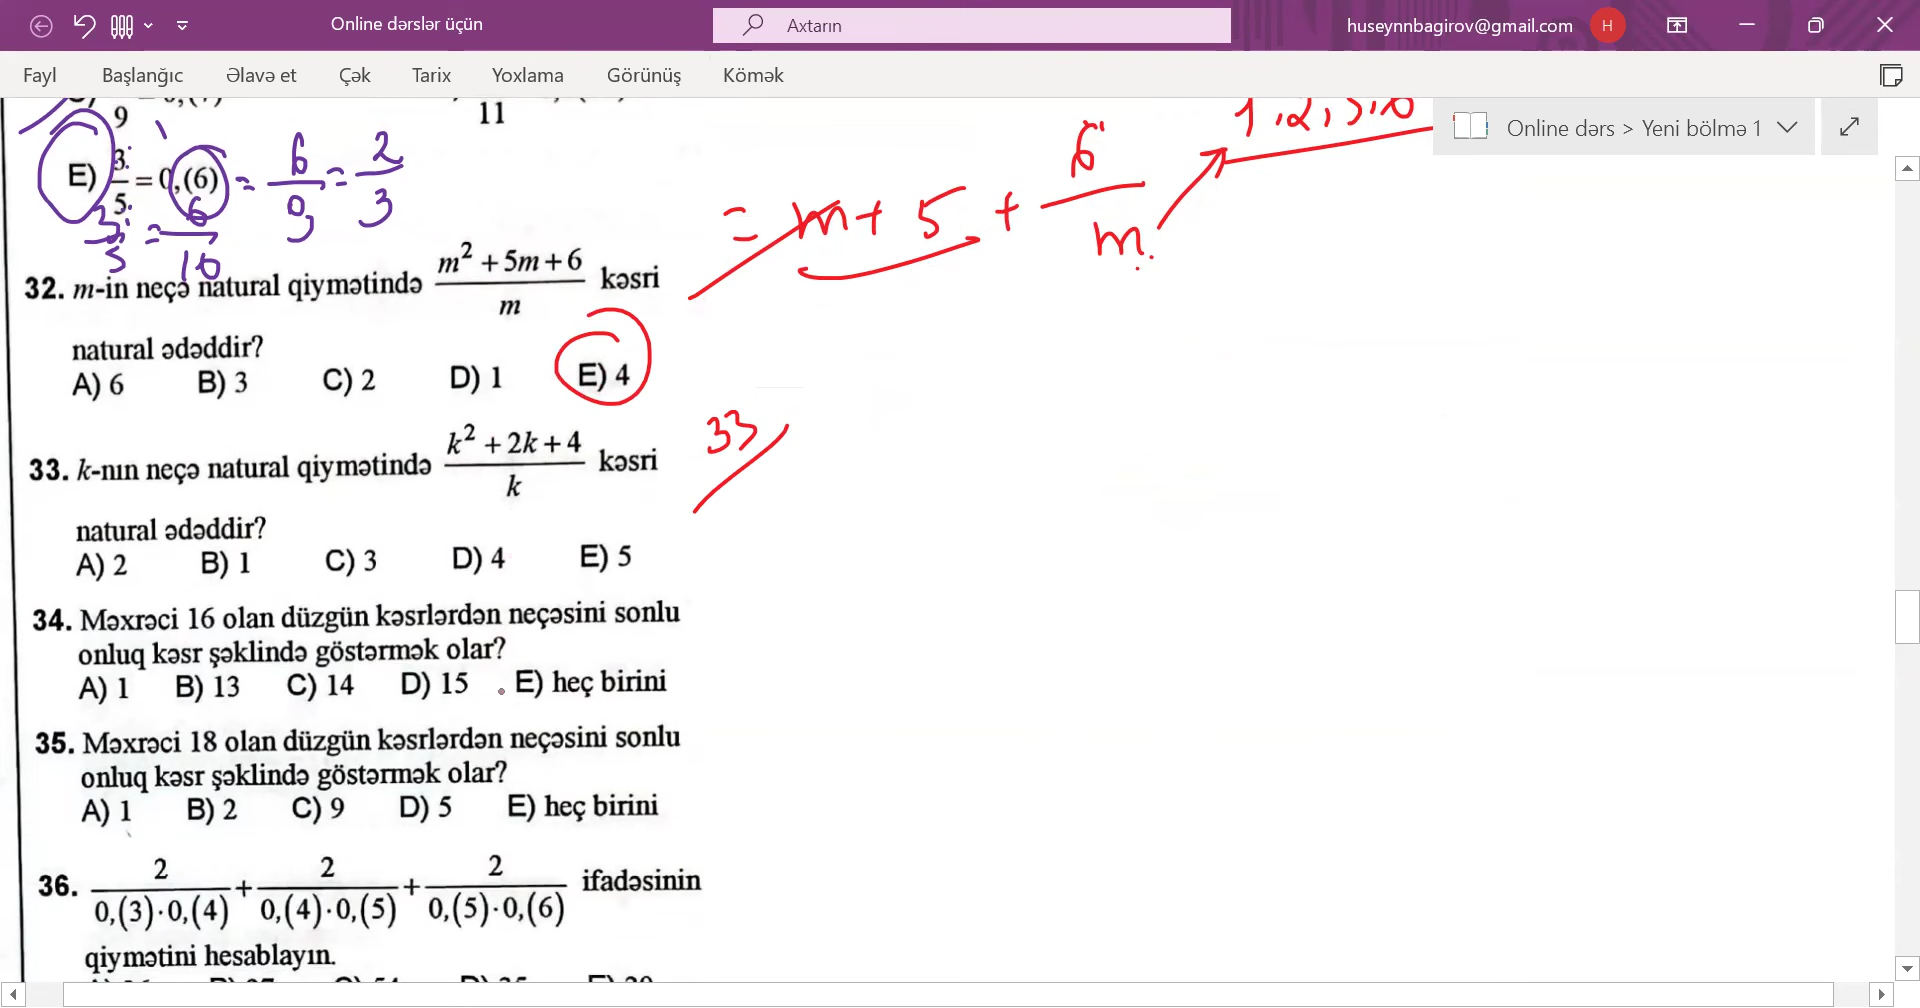 Online dərslər üçün
Axtarın
huseynnbagirov@gmail.com
H
Fayl Başlanğıc Əlavə et Çək Tarix Yoxlama Görünüş Kömək
Online dərs > Yeni bölmə 1
9
11
E) 3/5 = 0,(6) = 6/9 = 2/3
3/5 = 6/10
= m + 5 + 6/m
32. m-in neçə natural qiymətində (m² + 5m + 6)/m kəsri
natural ədəddir?
A) 6 B) 3 C) 2 D) 1 E) 4
33
33. k-nın neçə natural qiymətində (k² + 2k + 4)/k kəsri
natural ədəddir?
A) 2 B) 1 C) 3 D) 4 E) 5
34. Məxrəci 16 olan düzgün kəsrlərdən neçəsini sonlu
onluq kəsr şəklində göstərmək olar?
A) 1 B) 13 C) 14 D) 15 E) heç birini
35. Məxrəci 18 olan düzgün kəsrlərdən neçəsini sonlu
onluq kəsr şəklində göstərmək olar?
A) 1 B) 2 C) 9 D) 5 E) heç birini
36. 2/(0,(3)·0,(4)) + 2/(0,(4)·0,(5)) + 2/(0,(5)·0,(6)) ifadəsinin
qiymətini hesablayın.